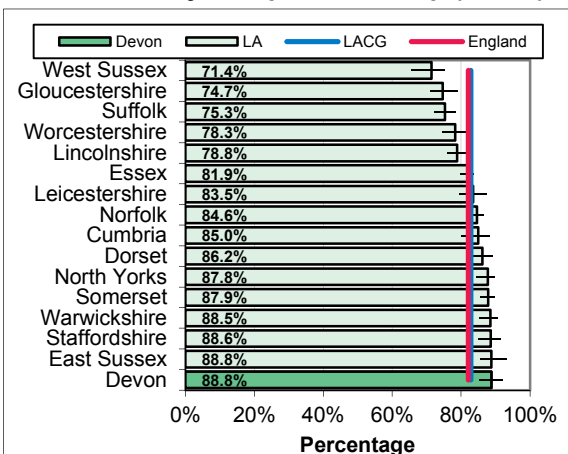 Devon LA LACG England
West Sussex 71.4%
Gloucestershire 74.7%
Suffolk 75.3%
Worcestershire 78.3%
Lincolnshire 78.8%
Essex 81.9%
Leicestershire 83.5%
Norfolk 84.6%
Cumbria 85.0%
Dorset 86.2%
North Yorks 87.8%
Somerset 87.9%
Warwickshire 88.5%
Staffordshire 88.6%
East Sussex 88.8%
Devon 88.8%
0% 20% 40% 60% 80% 100%
Percentage